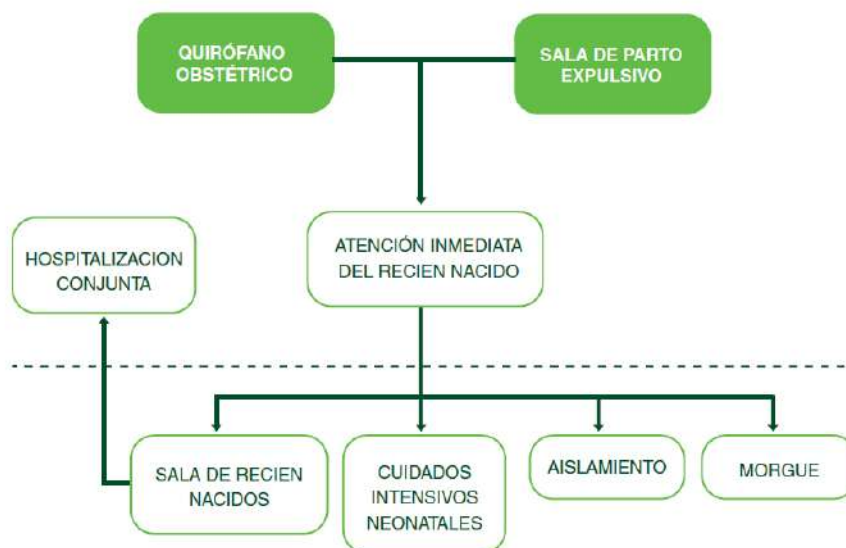 QUIRÓFANO
OBSTÉTRICO
SALA DE PARTO
EXPULSIVO
HOSPITALIZACION
CONJUNTA
ATENCIÓN INMEDIATA
DEL RECIEN NACIDO
SALA DE RECIEN
NACIDOS
CUIDADOS
INTENSIVOS
NEONATALES
AISLAMIENTO
MORGUE